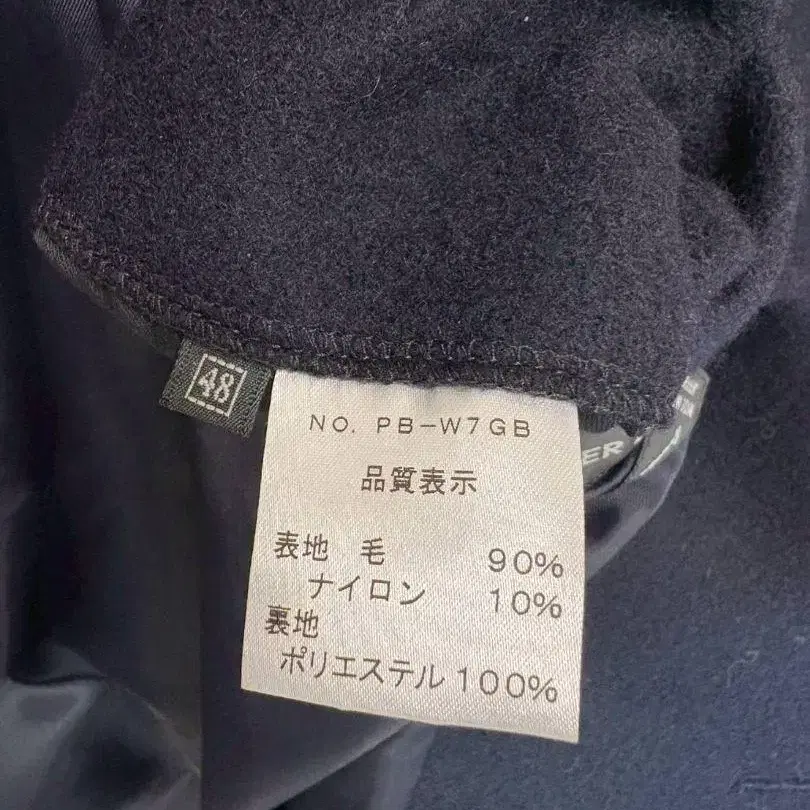 48
NO. PB-W7GB
品質表示
表地 毛 90%
ナイロン 10%
裏地
ポリエステル 100%